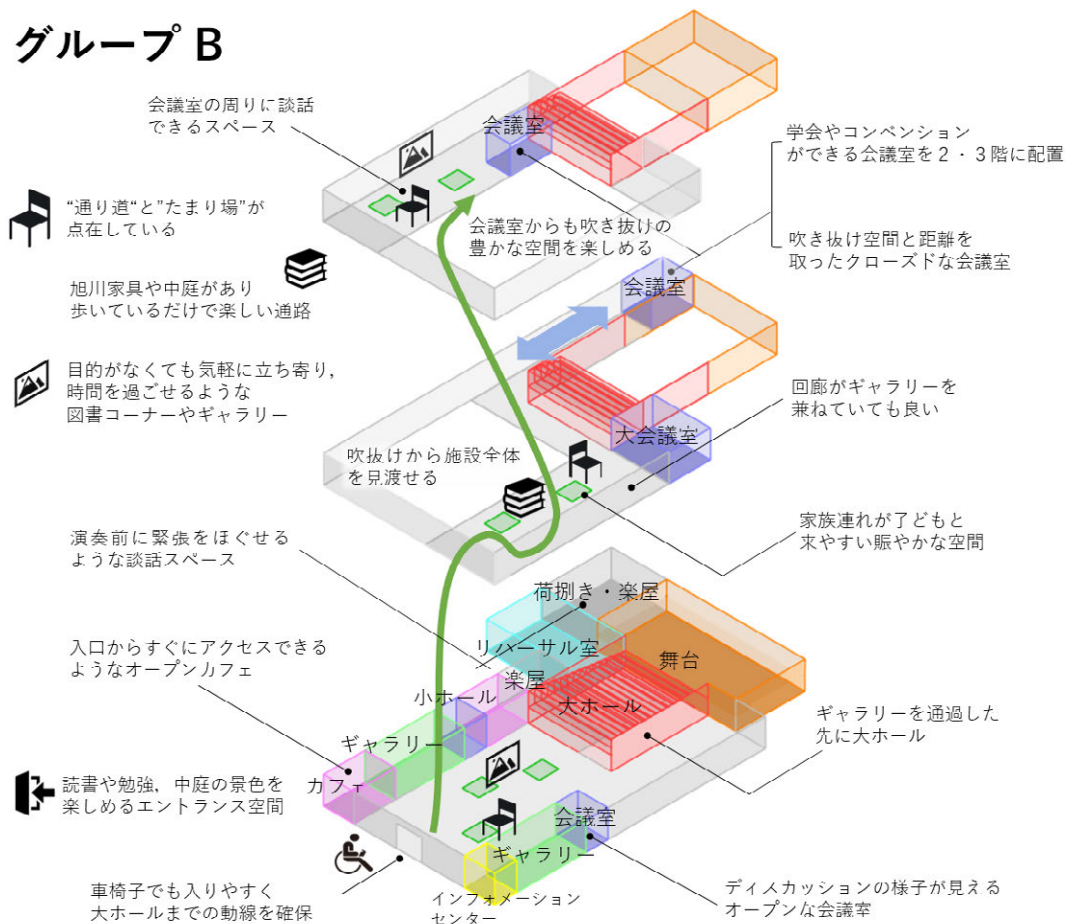 グループ B
会議室の周りに談話
できるスペース
会議室
学会やコンベンション
ができる会議室を2・3階に配置
“通り道“と”たまり場”が
点在している
会議室からも吹き抜けの
豊かな空間を楽しめる
吹き抜け空間と距離を
取ったクローズドな会議室
旭川家具や中庭があり
歩いているだけで楽しい通路
会議室
目的がなくても気軽に立ち寄り,
時間を過ごせるような
図書コーナーやギャラリー
回廊がギャラリーを
兼ねていても良い
大会議室
吹抜けから施設全体
を見渡せる
家族連れが子どもと
来やすい賑やかな空間
演奏前に緊張をほぐせる
ような談話スペース
荷捌き・楽屋
リハーサル室
舞台
入口からすぐにアクセスできる
ようなオープンカフェ
楽屋
小ホール
大ホール
ギャラリーを通過した
先に大ホール
ギャラリー
カフェ
読書や勉強,中庭の景色を
楽しめるエントランス空間
会議室
ギャラリー
車椅子でも入りやすく
大ホールまでの動線を確保
インフォメーション
センター
ディスカッションの様子が見える
オープンな会議室